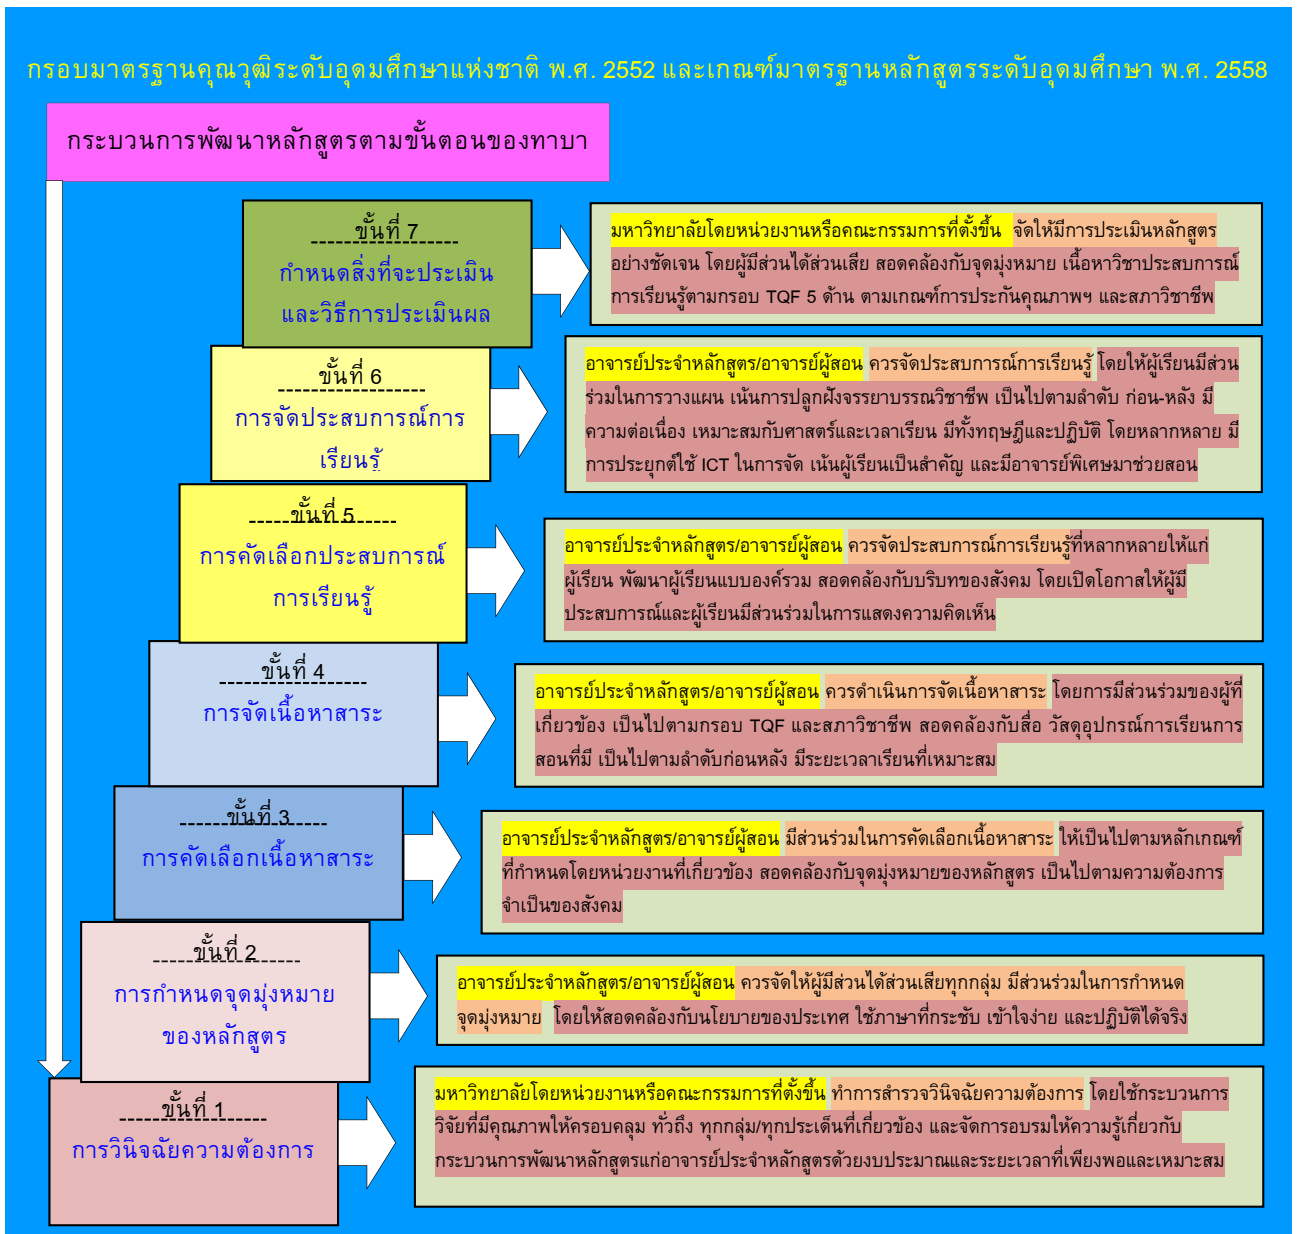 กรอบมาตรฐานคุณวุฒิระดับอุดมศึกษาแห่งชาติ พ.ศ. 2552 และเกณฑ์มาตรฐานหลักสูตรระดับอุดมศึกษา พ.ศ. 2558
กระบวนการพัฒนาหลักสูตรตามขั้นตอนของทาบา
ขั้นที่ 7
กำหนดสิ่งที่จะประเมิน
และวิธีการประเมินผล
มหาวิทยาลัยโดยหน่วยงานหรือคณะกรรมการที่ตั้งขึ้น จัดให้มีการประเมินหลักสูตร
อย่างชัดเจน โดยผู้มีส่วนได้ส่วนเสีย สอดคล้องกับจุดมุ่งหมาย เนื้อหาวิชาประสบการณ์
การเรียนรู้ตามกรอบ TQF 5 ด้าน ตามเกณฑ์การประกันคุณภาพฯ และสภาวิชาชีพ
ขั้นที่ 6
การจัดประสบการณ์การ
เรียนรู้
อาจารย์ประจำหลักสูตร/อาจารย์ผู้สอน ควรจัดประสบการณ์การเรียนรู้ โดยให้ผู้เรียนมีส่วน
ร่วมในการวางแผน เน้นการปลูกฝังจรรยาบรรณวิชาชีพ เป็นไปตามลำดับ ก่อน-หลัง มี
ความต่อเนื่อง เหมาะสมกับศาสตร์และเวลาเรียน มีทั้งทฤษฎีและปฏิบัติ โดยหลากหลาย มี
การประยุกต์ใช้ ICT ในการจัด เน้นผู้เรียนเป็นสำคัญ และมีอาจารย์พิเศษมาช่วยสอน
ขั้นที่ 5
การคัดเลือกประสบการณ์
การเรียนรู้
อาจารย์ประจำหลักสูตร/อาจารย์ผู้สอน ควรจัดประสบการณ์การเรียนรู้ที่หลากหลายให้แก่
ผู้เรียน พัฒนาผู้เรียนแบบองค์รวม สอดคล้องกับบริบทของสังคม โดยเปิดโอกาสให้ผู้มี
ประสบการณ์และผู้เรียนมีส่วนร่วมในการแสดงความคิดเห็น
ขั้นที่ 4
การจัดเนื้อหาสาระ
อาจารย์ประจำหลักสูตร/อาจารย์ผู้สอน ควรดำเนินการจัดเนื้อหาสาระ โดยการมีส่วนร่วมของผู้ที่
เกี่ยวข้อง เป็นไปตามกรอบ TQF และสภาวิชาชีพ สอดคล้องกับสื่อ วัสดุอุปกรณ์การเรียนการ
สอนที่มี เป็นไปตามลำดับก่อนหลัง มีระยะเวลาเรียนที่เหมาะสม
ขั้นที่ 3
การคัดเลือกเนื้อหาสาระ
อาจารย์ประจำหลักสูตร/อาจารย์ผู้สอน มีส่วนร่วมในการคัดเลือกเนื้อหาสาระ ให้เป็นไปตามหลักเกณฑ์
ที่กำหนดโดยหน่วยงานที่เกี่ยวข้อง สอดคล้องกับจุดมุ่งหมายของหลักสูตร เป็นไปตามความต้องการ
จำเป็นของสังคม
ขั้นที่ 2
การกำหนดจุดมุ่งหมาย
ของหลักสูตร
อาจารย์ประจำหลักสูตร/อาจารย์ผู้สอน ควรจัดให้ผู้มีส่วนได้ส่วนเสียทุกกลุ่ม มีส่วนร่วมในการกำหนด
จุดมุ่งหมาย โดยให้สอดคล้องกับนโยบายของประเทศ ใช้ภาษาที่กระชับ เข้าใจง่าย และปฏิบัติได้จริง
ขั้นที่ 1
การวินิจฉัยความต้องการ
มหาวิทยาลัยโดยหน่วยงานหรือคณะกรรมการที่ตั้งขึ้น ทำการสำรวจวินิจฉัยความต้องการ โดยใช้กระบวนการ
วิจัยที่มีคุณภาพให้ครอบคลุม ทั่วถึง ทุกกลุ่ม/ทุกประเด็นที่เกี่ยวข้อง และจัดการอบรมให้ความรู้เกี่ยวกับ
กระบวนการพัฒนาหลักสูตรแก่อาจารย์ประจำหลักสูตรด้วยงบประมาณและระยะเวลาที่เพียงพอและเหมาะสม